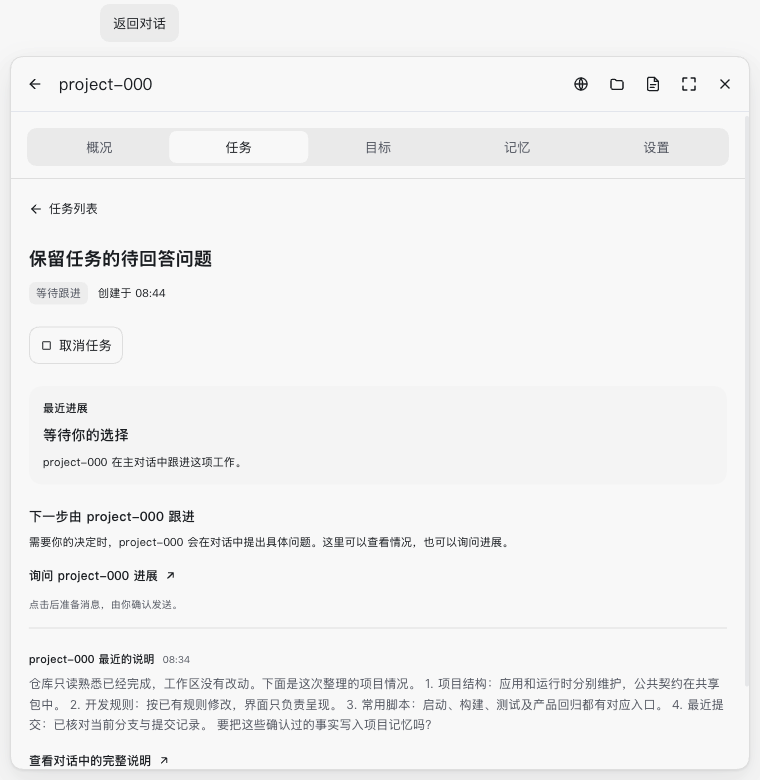 返回对话
project-000
概况
任务
目标
记忆
设置
任务列表
保留任务的待回答问题
等待跟进 创建于 08:44
取消任务
最近进展
等待你的选择
project-000 在主对话中跟进这项工作。
下一步由 project-000 跟进
需要你的决定时，project-000 会在对话中提出具体问题。这里可以查看情况，也可以询问进展。
询问 project-000 进展
点击后准备消息，由你确认发送。
project-000 最近的说明 08:34
仓库只读熟悉已经完成，工作区没有改动。下面是这次整理的项目情况。 1. 项目结构：应用和运行时分别维护，公共契约在共享
包中。 2. 开发规则：按已有规则修改，界面只负责呈现。 3. 常用脚本：启动、构建、测试及产品回归都有对应入口。 4. 最近提
交：已核对当前分支与提交记录。 要把这些确认过的事实写入项目记忆吗？
查看对话中的完整说明